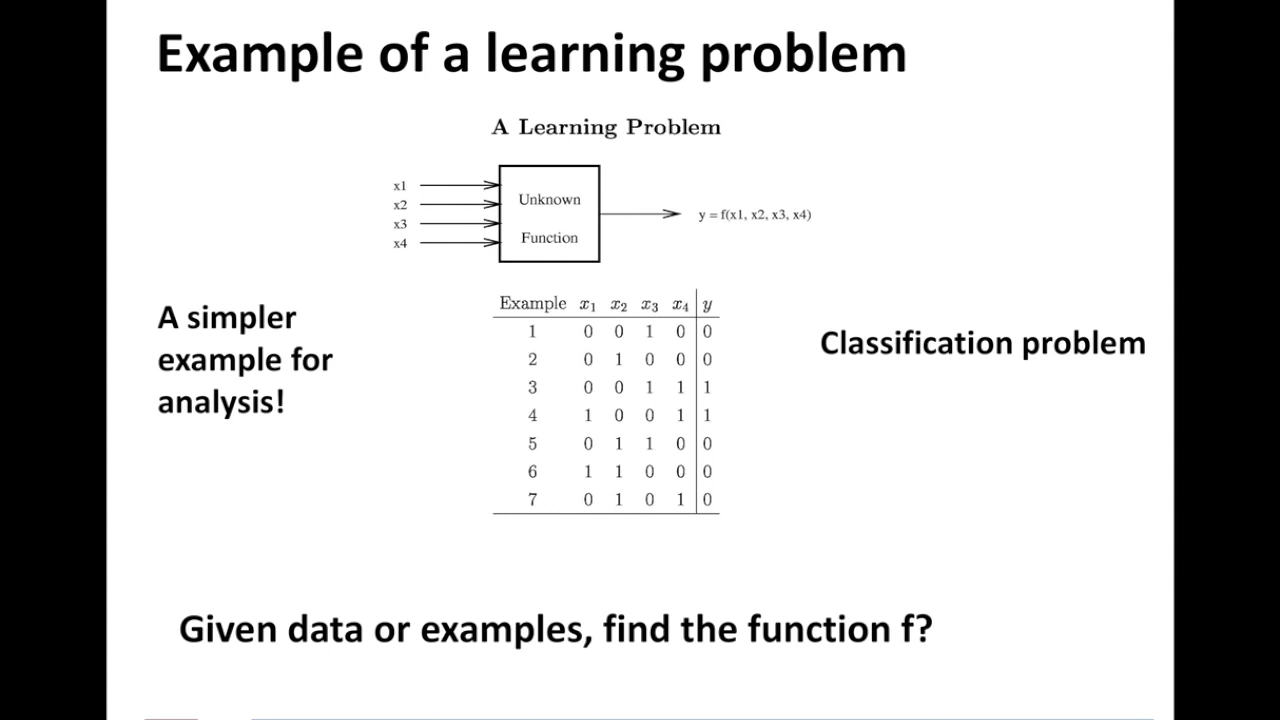 Example of a learning problem
A Learning Problem
x1
x2
x3
x4
Unknown
Function
y = f(x1, x2, x3, x4)
A simpler
example for
analysis!
Example x₁ x₂ x₃ x₄ y
1 0 0 1 0 0
2 0 1 0 0 0
3 0 0 1 1 1
4 1 0 0 1 1
5 0 1 1 0 0
6 1 1 0 0 0
7 0 1 0 1 0
Classification problem
Given data or examples, find the function f?